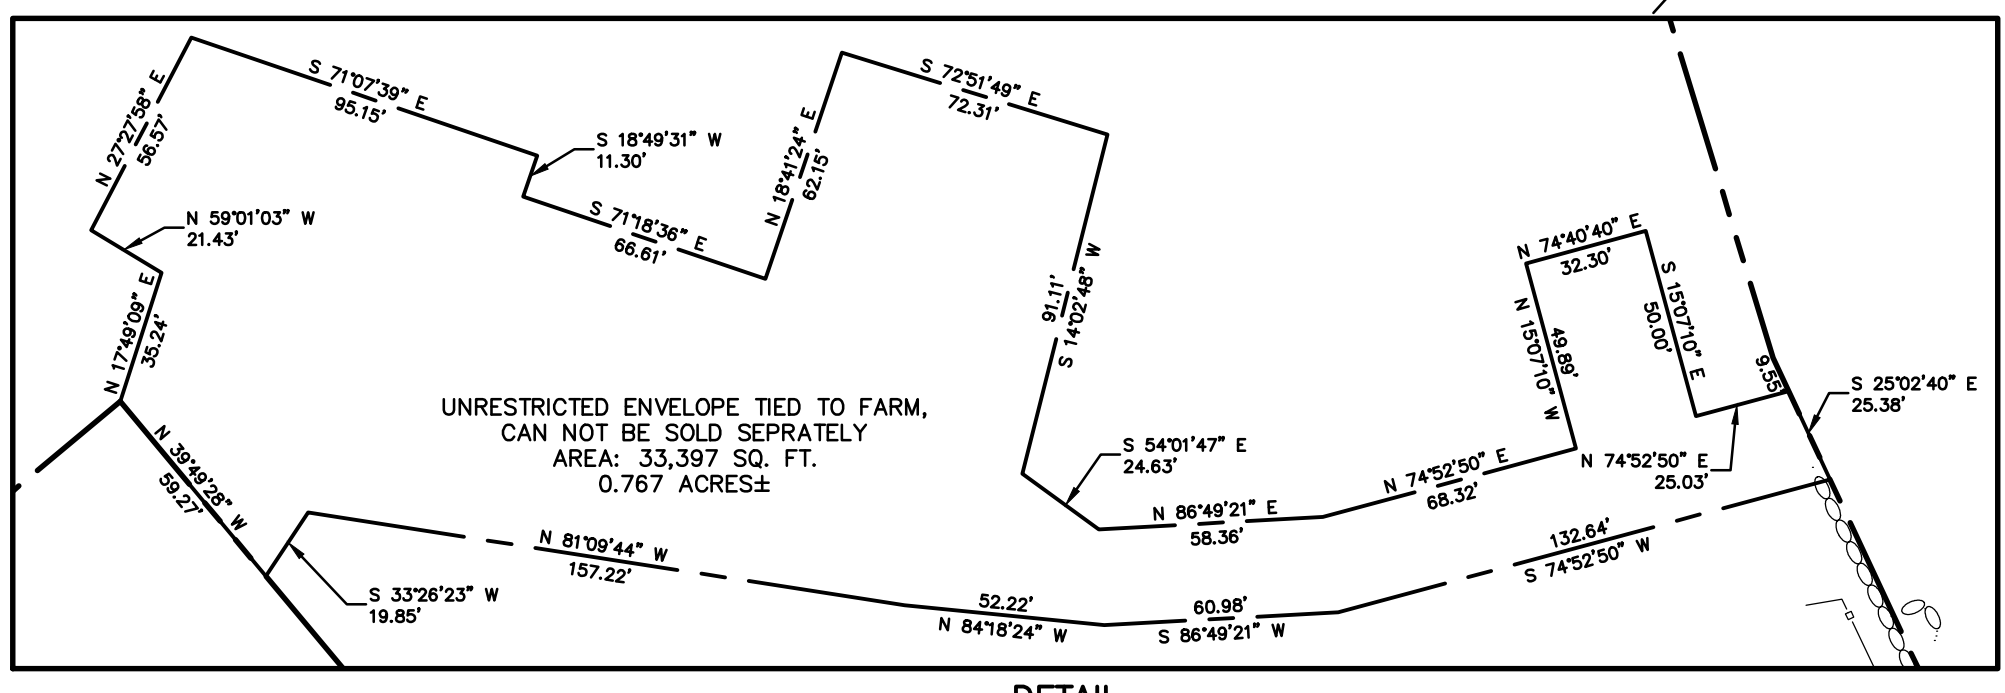 S 71°07'39" E
95.15'
N 27°27'58" E
56.57'
S 18°49'31" W
11.30'
N 59°01'03" W
21.43'
S 71°18'36" E
66.61'
N 18°41'24" E
62.15'
S 72°51'49" E
72.31'
91.11'
S 14°02'48" W
N 17°49'09" E
35.24'
N 39°49'28" W
59.27'
UNRESTRICTED ENVELOPE TIED TO FARM,
CAN NOT BE SOLD SEPRATELY
AREA: 33,397 SQ. FT.
0.767 ACRES±
N 74°40'40" E
32.30'
S 15°07'10" E
50.00'
49.89'
N 15°07'10" W
9.55'
S 25°02'40" E
25.38'
S 54°01'47" E
24.63'
N 86°49'21" E
58.36'
N 74°52'50" E
68.32'
N 74°52'50" E
25.03'
132.64'
S 74°52'50" W
N 81°09'44" W
157.22'
S 33°26'23" W
19.85'
52.22'
N 84°18'24" W
60.98'
S 86°49'21" W
DETAIL